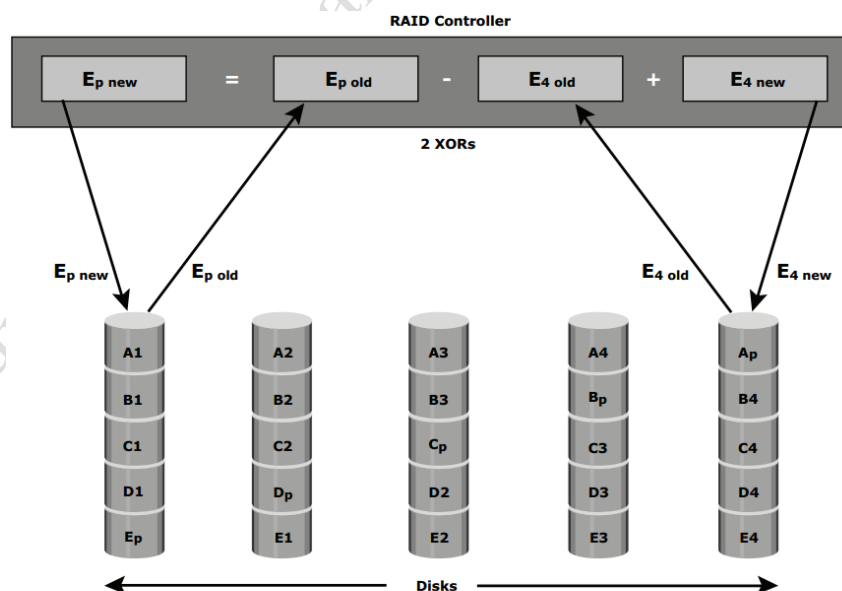 RAID Controller
Ep new = Ep old - E4 old + E4 new
2 XORs
Ep new Ep old E4 old E4 new
A1 A2 A3 A4 Ap
B1 B2 B3 Bp B4
C1 C2 Cp C3 C4
D1 Dp D2 D3 D4
Ep E1 E2 E3 E4
Disks